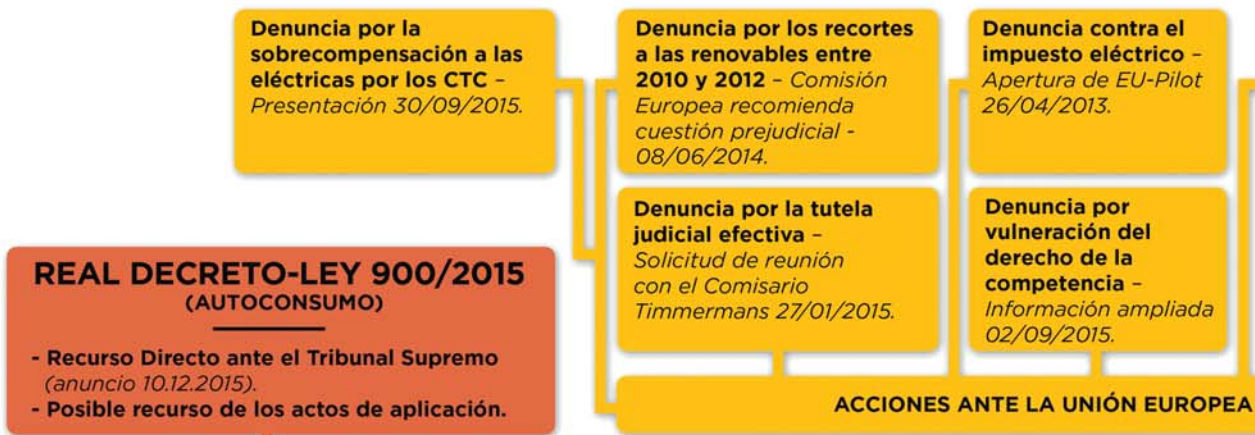 Denuncia por la
sobrecompensación a las
eléctricas por los CTC –
Presentación 30/09/2015.
Denuncia por los recortes
a las renovables entre
2010 y 2012 – Comisión
Europea recomienda
cuestión prejudicial -
08/06/2014.
Denuncia contra el
impuesto eléctrico –
Apertura de EU-Pilot
26/04/2013.
Denuncia por la tutela
judicial efectiva –
Solicitud de reunión
con el Comisario
Timmermans 27/01/2015.
Denuncia por
vulneración del
derecho de la
competencia –
Información ampliada
02/09/2015.
REAL DECRETO-LEY 900/2015
(AUTOCONSUMO)
- Recurso Directo ante el Tribunal Supremo
(anuncio 10.12.2015).
- Posible recurso de los actos de aplicación.
ACCIONES ANTE LA UNIÓN EUROPEA